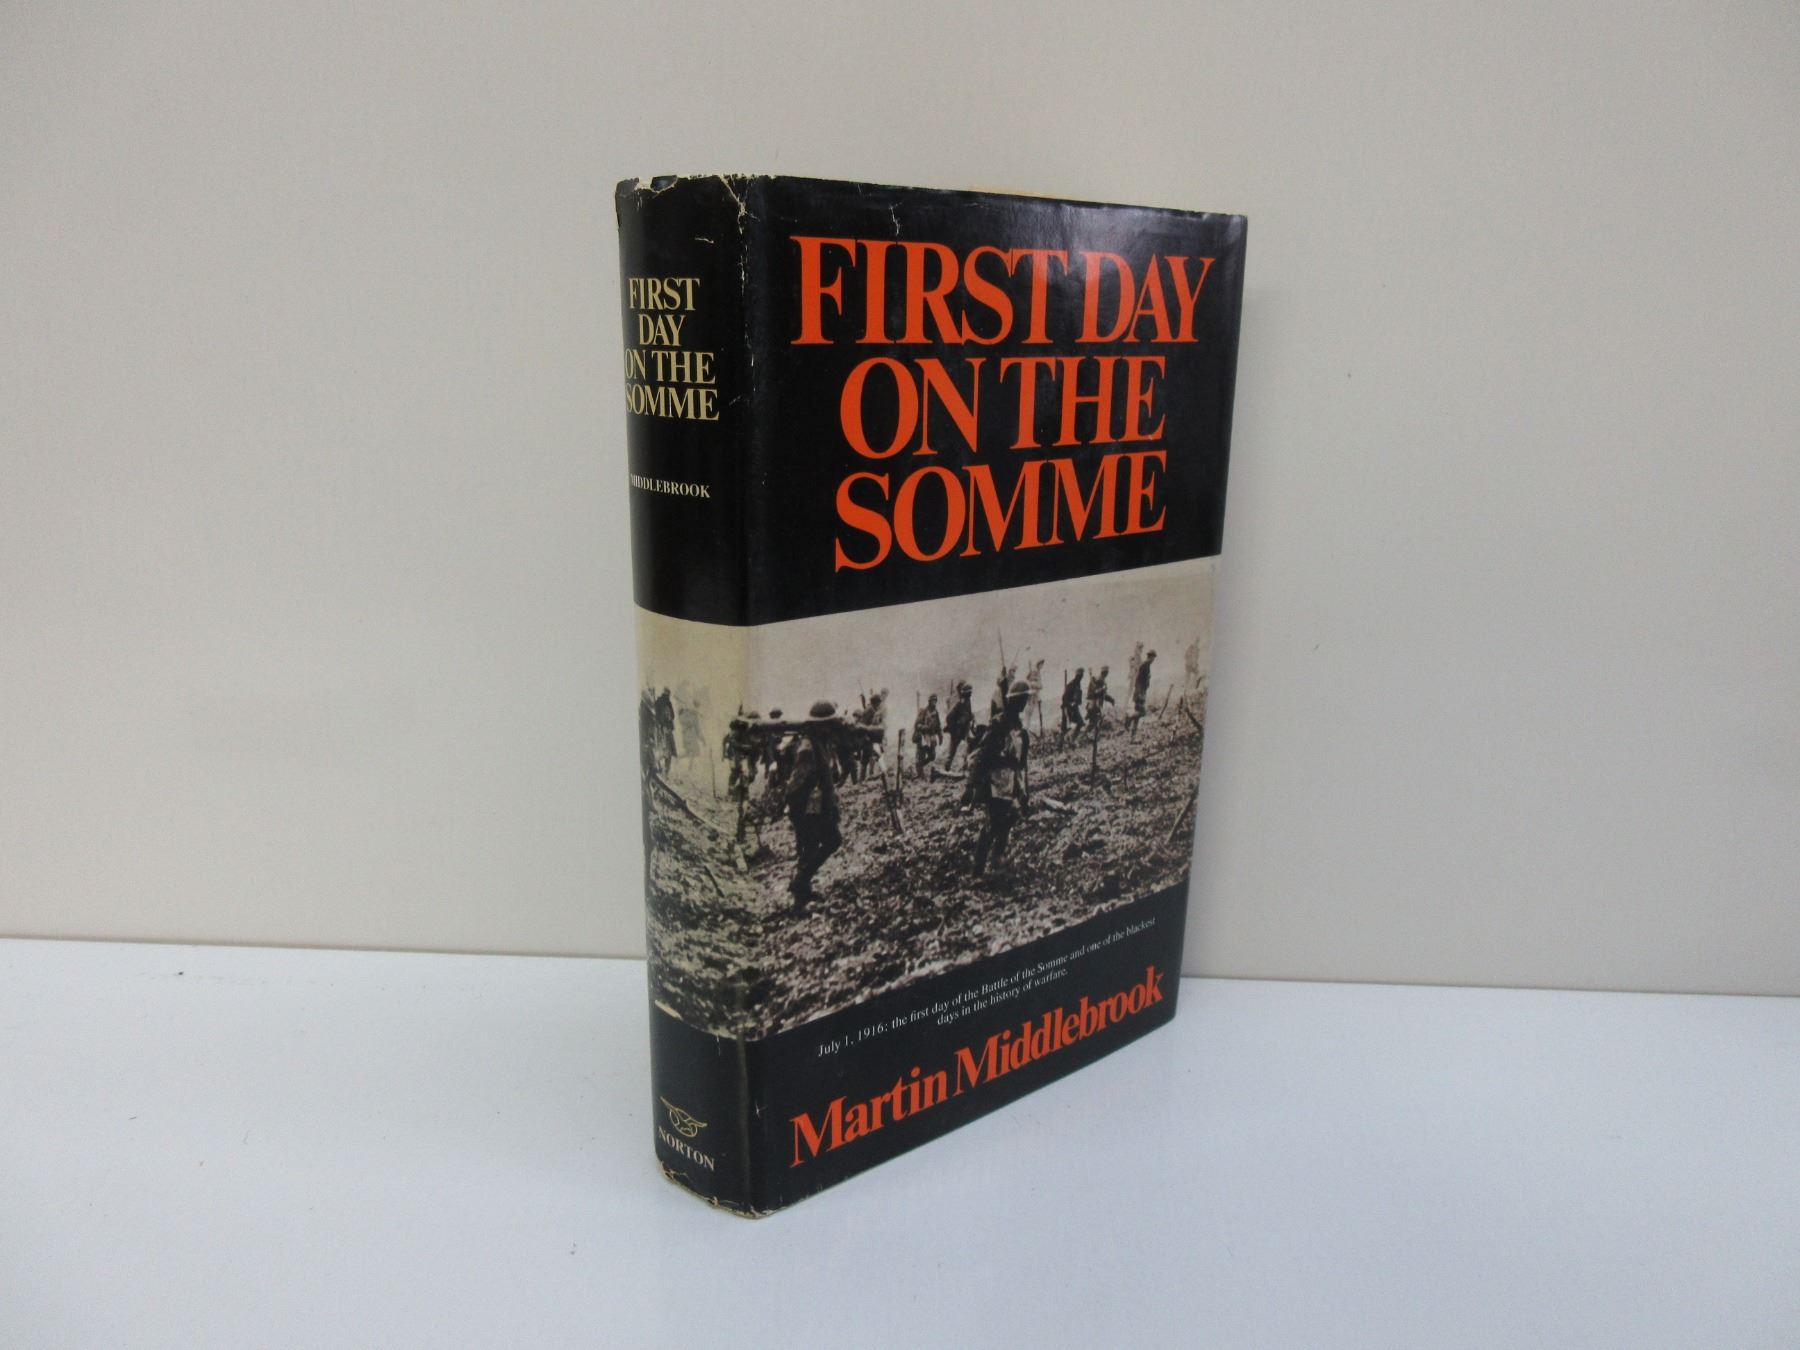 FIRST
DAY
ON THE
SOMME
MIDDLEBROOK
NORTON
FIRST DAY
ON THE
SOMME
July 1, 1916: the first day of the Battle of the Somme and one of the blackest
days in the history of warfare.
Martin Middlebrook